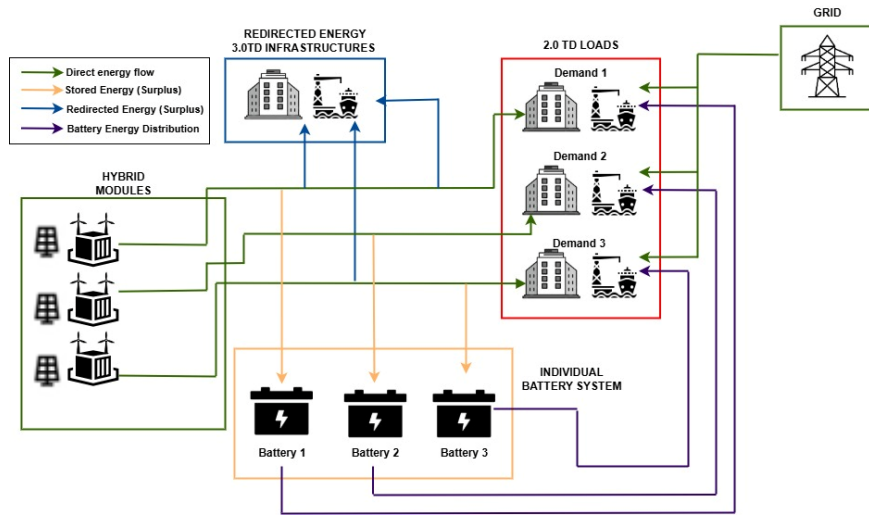 REDIRECTED ENERGY
3.0TD INFRASTRUCTURES
2.0 TD LOADS
GRID
Direct energy flow
Stored Energy (Surplus)
Redirected Energy (Surplus)
Battery Energy Distribution
Demand 1
Demand 2
Demand 3
HYBRID
MODULES
INDIVIDUAL
BATTERY SYSTEM
Battery 1
Battery 2
Battery 3